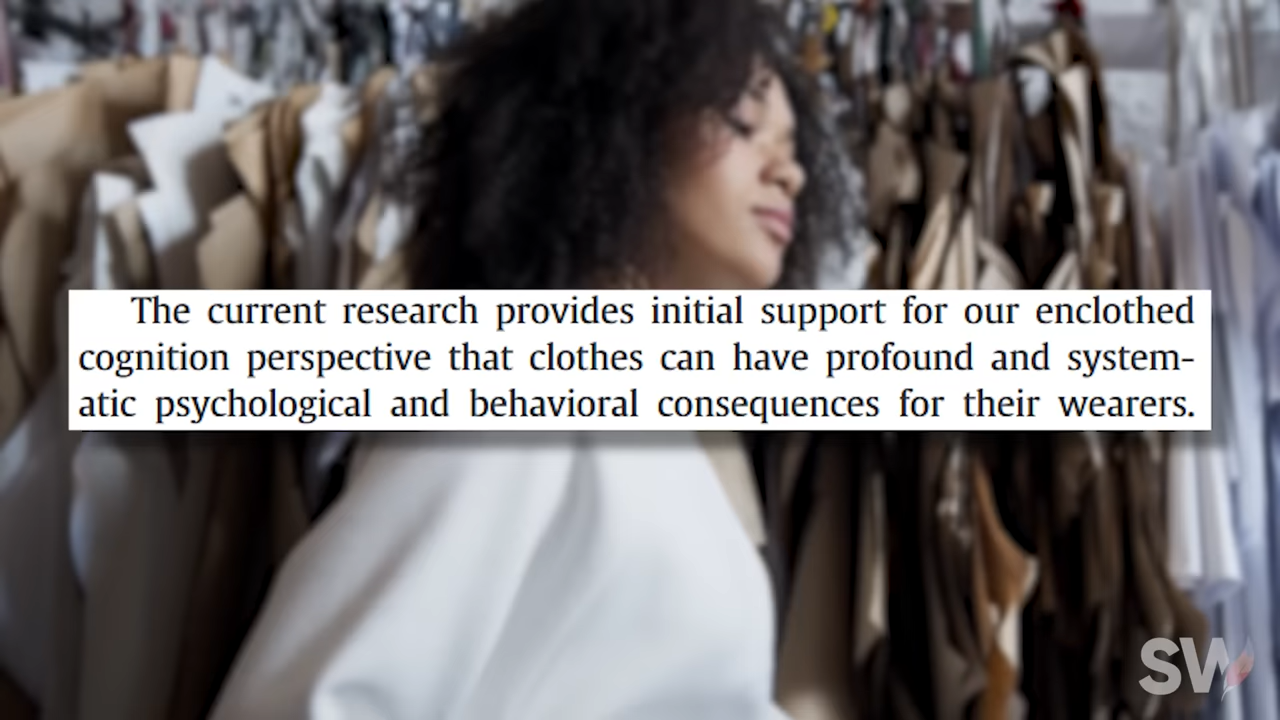 The current research provides initial support for our enclothed
cognition perspective that clothes can have profound and system-
atic psychological and behavioral consequences for their wearers.
SW